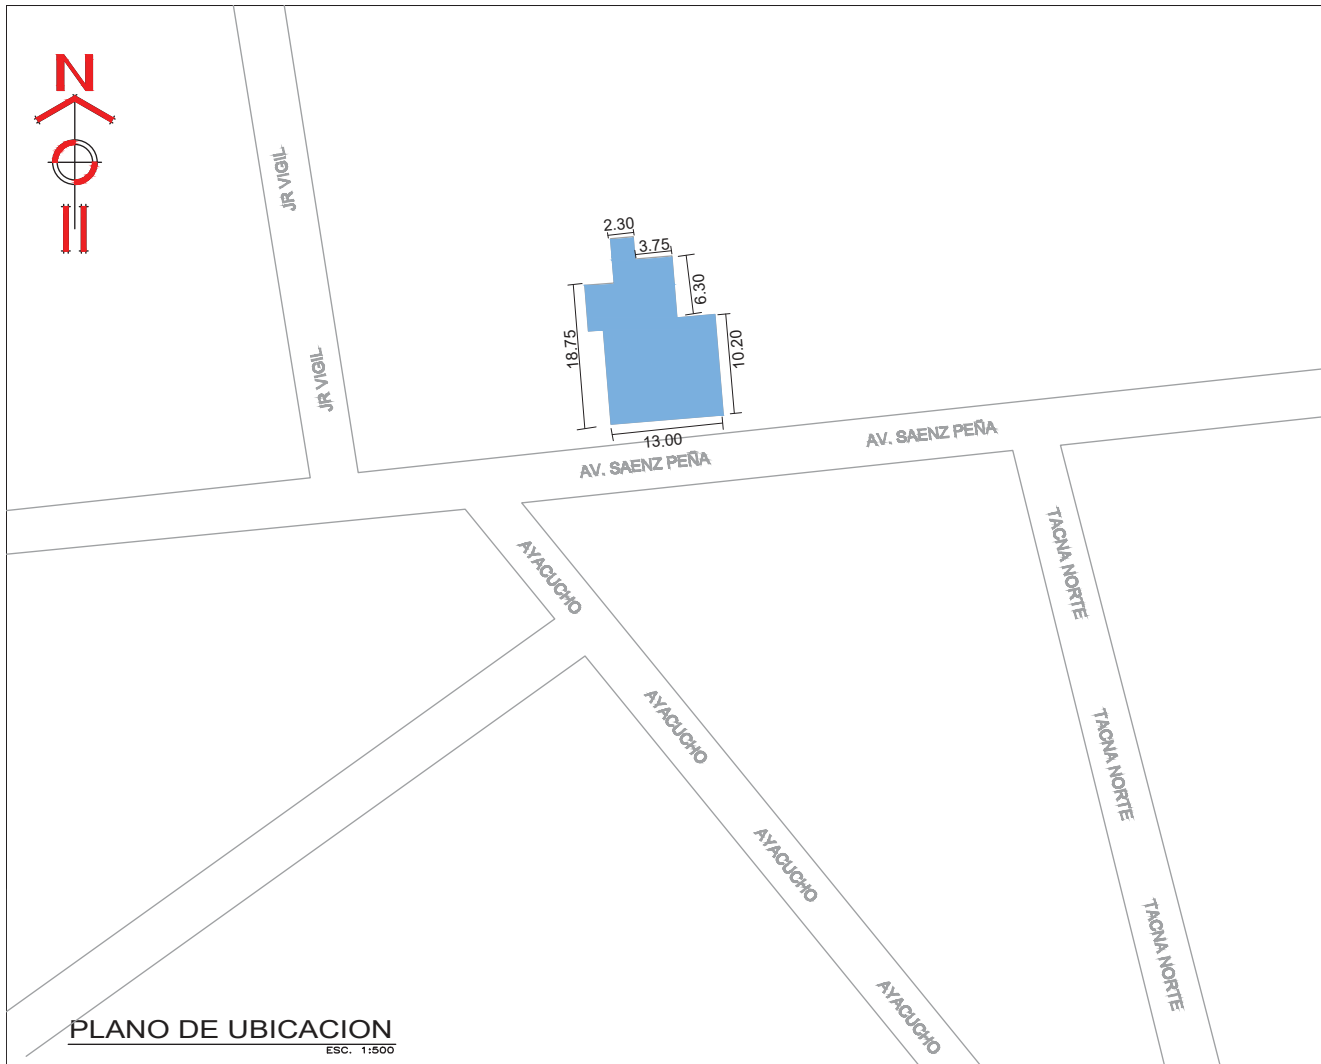 N
JR VIGIL
2.30
3.75
6.30
18.75
10.20
JR VIGIL
13.00
AV. SAENZ PEÑA
AV. SAENZ PEÑA
TACNA NORTE
AYACUCHO
AYACUCHO
TACNA NORTE
AYACUCHO
TACNA NORTE
AYACUCHO
PLANO DE UBICACION
ESC. 1:500